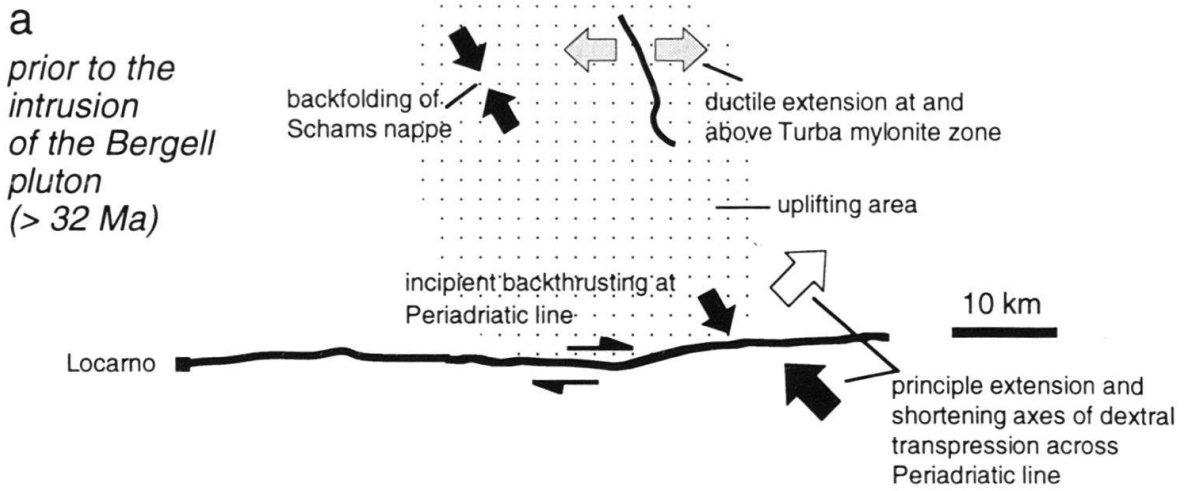 a
prior to the
intrusion
of the Bergell
pluton
(> 32 Ma)
backfolding of
Schams nappe
ductile extension at and
above Turba mylonite zone
uplifting area
incipient backthrusting at
Periadriatic line
10 km
Locarno
principle extension and
shortening axes of dextral
transpression across
Periadriatic line